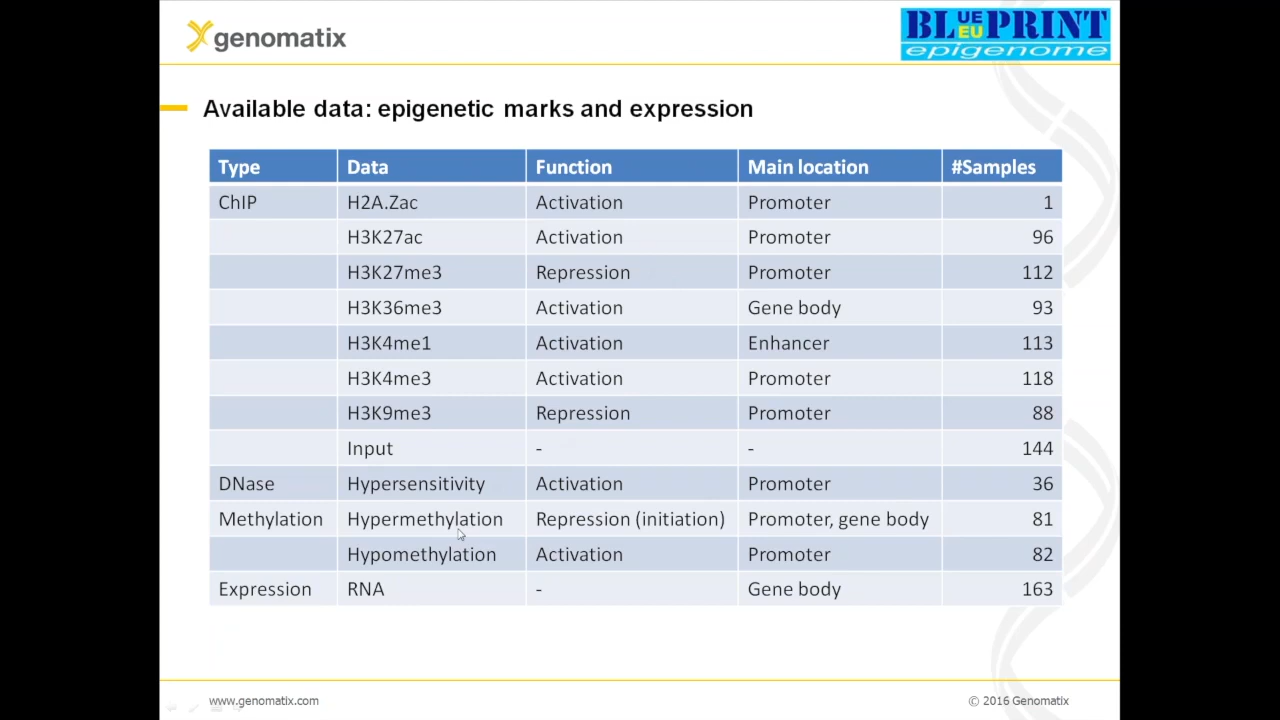 genomatix
BLUEPRINT
epigenome
Available data: epigenetic marks and expression
Type Data Function Main location #Samples
ChIP H2A.Zac Activation Promoter 1
H3K27ac Activation Promoter 96
H3K27me3 Repression Promoter 112
H3K36me3 Activation Gene body 93
H3K4me1 Activation Enhancer 113
H3K4me3 Activation Promoter 118
H3K9me3 Repression Promoter 88
Input - - 144
DNase Hypersensitivity Activation Promoter 36
Methylation Hypermethylation Repression (initiation) Promoter, gene body 81
Hypomethylation Activation Promoter 82
Expression RNA - Gene body 163
www.genomatix.com © 2016 Genomatix